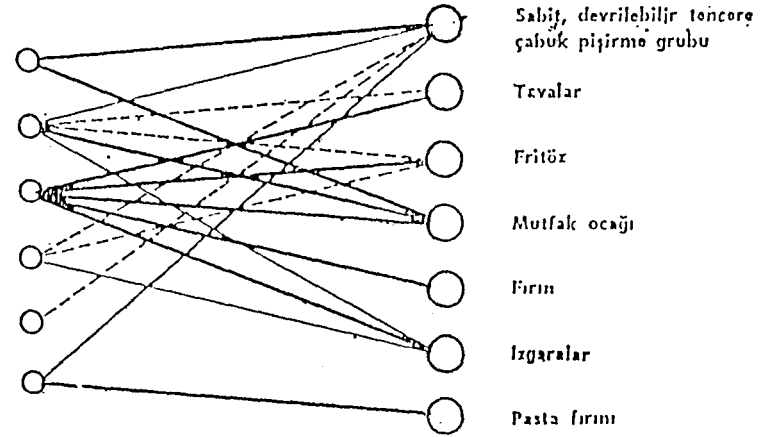 Sabit, devrilebilir tencere
çabuk pişirme grubu
Tavalar
Fritöz
Mutfak ocağı
Fırın
Izgaralar
Pasta fırını